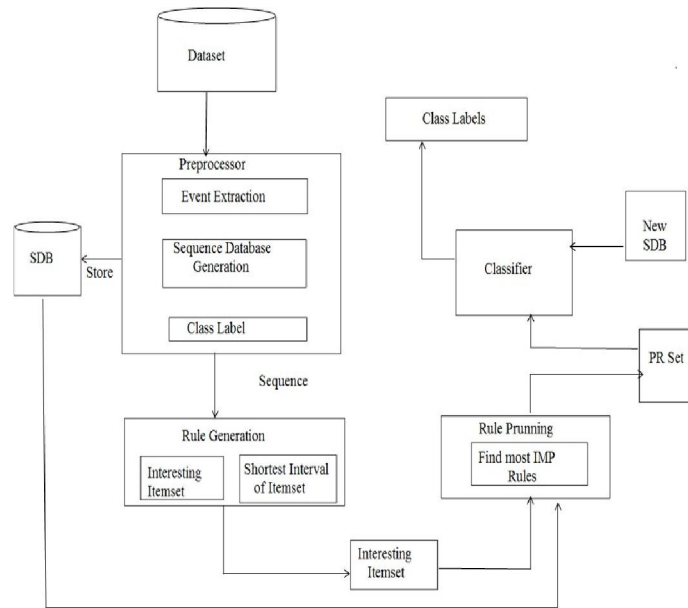 Dataset
Preprocessor
Event Extraction
Sequence Database
Generation
Class Label
SDB
Store
Sequence
Rule Generation
Interesting
Itemset
Shortest Interval
of Itemset
Interesting
Itemset
Rule Prunning
Find most IMP
Rules
PR Set
New
SDB
Classifier
Class Labels